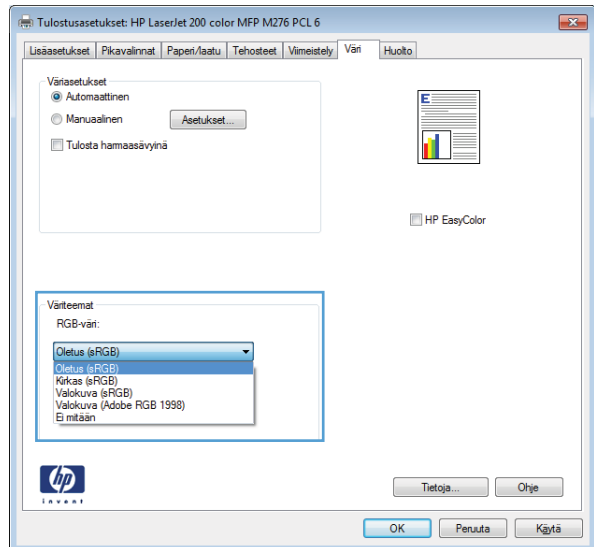 Tulostusasetukset: HP LaserJet 200 color MFP M276 PCL 6
Lisäasetukset Pikavalinnat Paperi/laatu Tehosteet Viimeistely Väri Huolto
Väriasetukset
Automaattinen
Manuaalinen
Asetukset...
Tulosta harmaasävyinä
E
HP EasyColor
Väriteemat
RGB-väri:
Oletus (sRGB)
Oletus (sRGB)
Kirkas (sRGB)
Valokuva (sRGB)
Valokuva (Adobe RGB 1998)
Ei mitään
hp
invent
Tietoja... Ohje
OK Peruuta Käytä